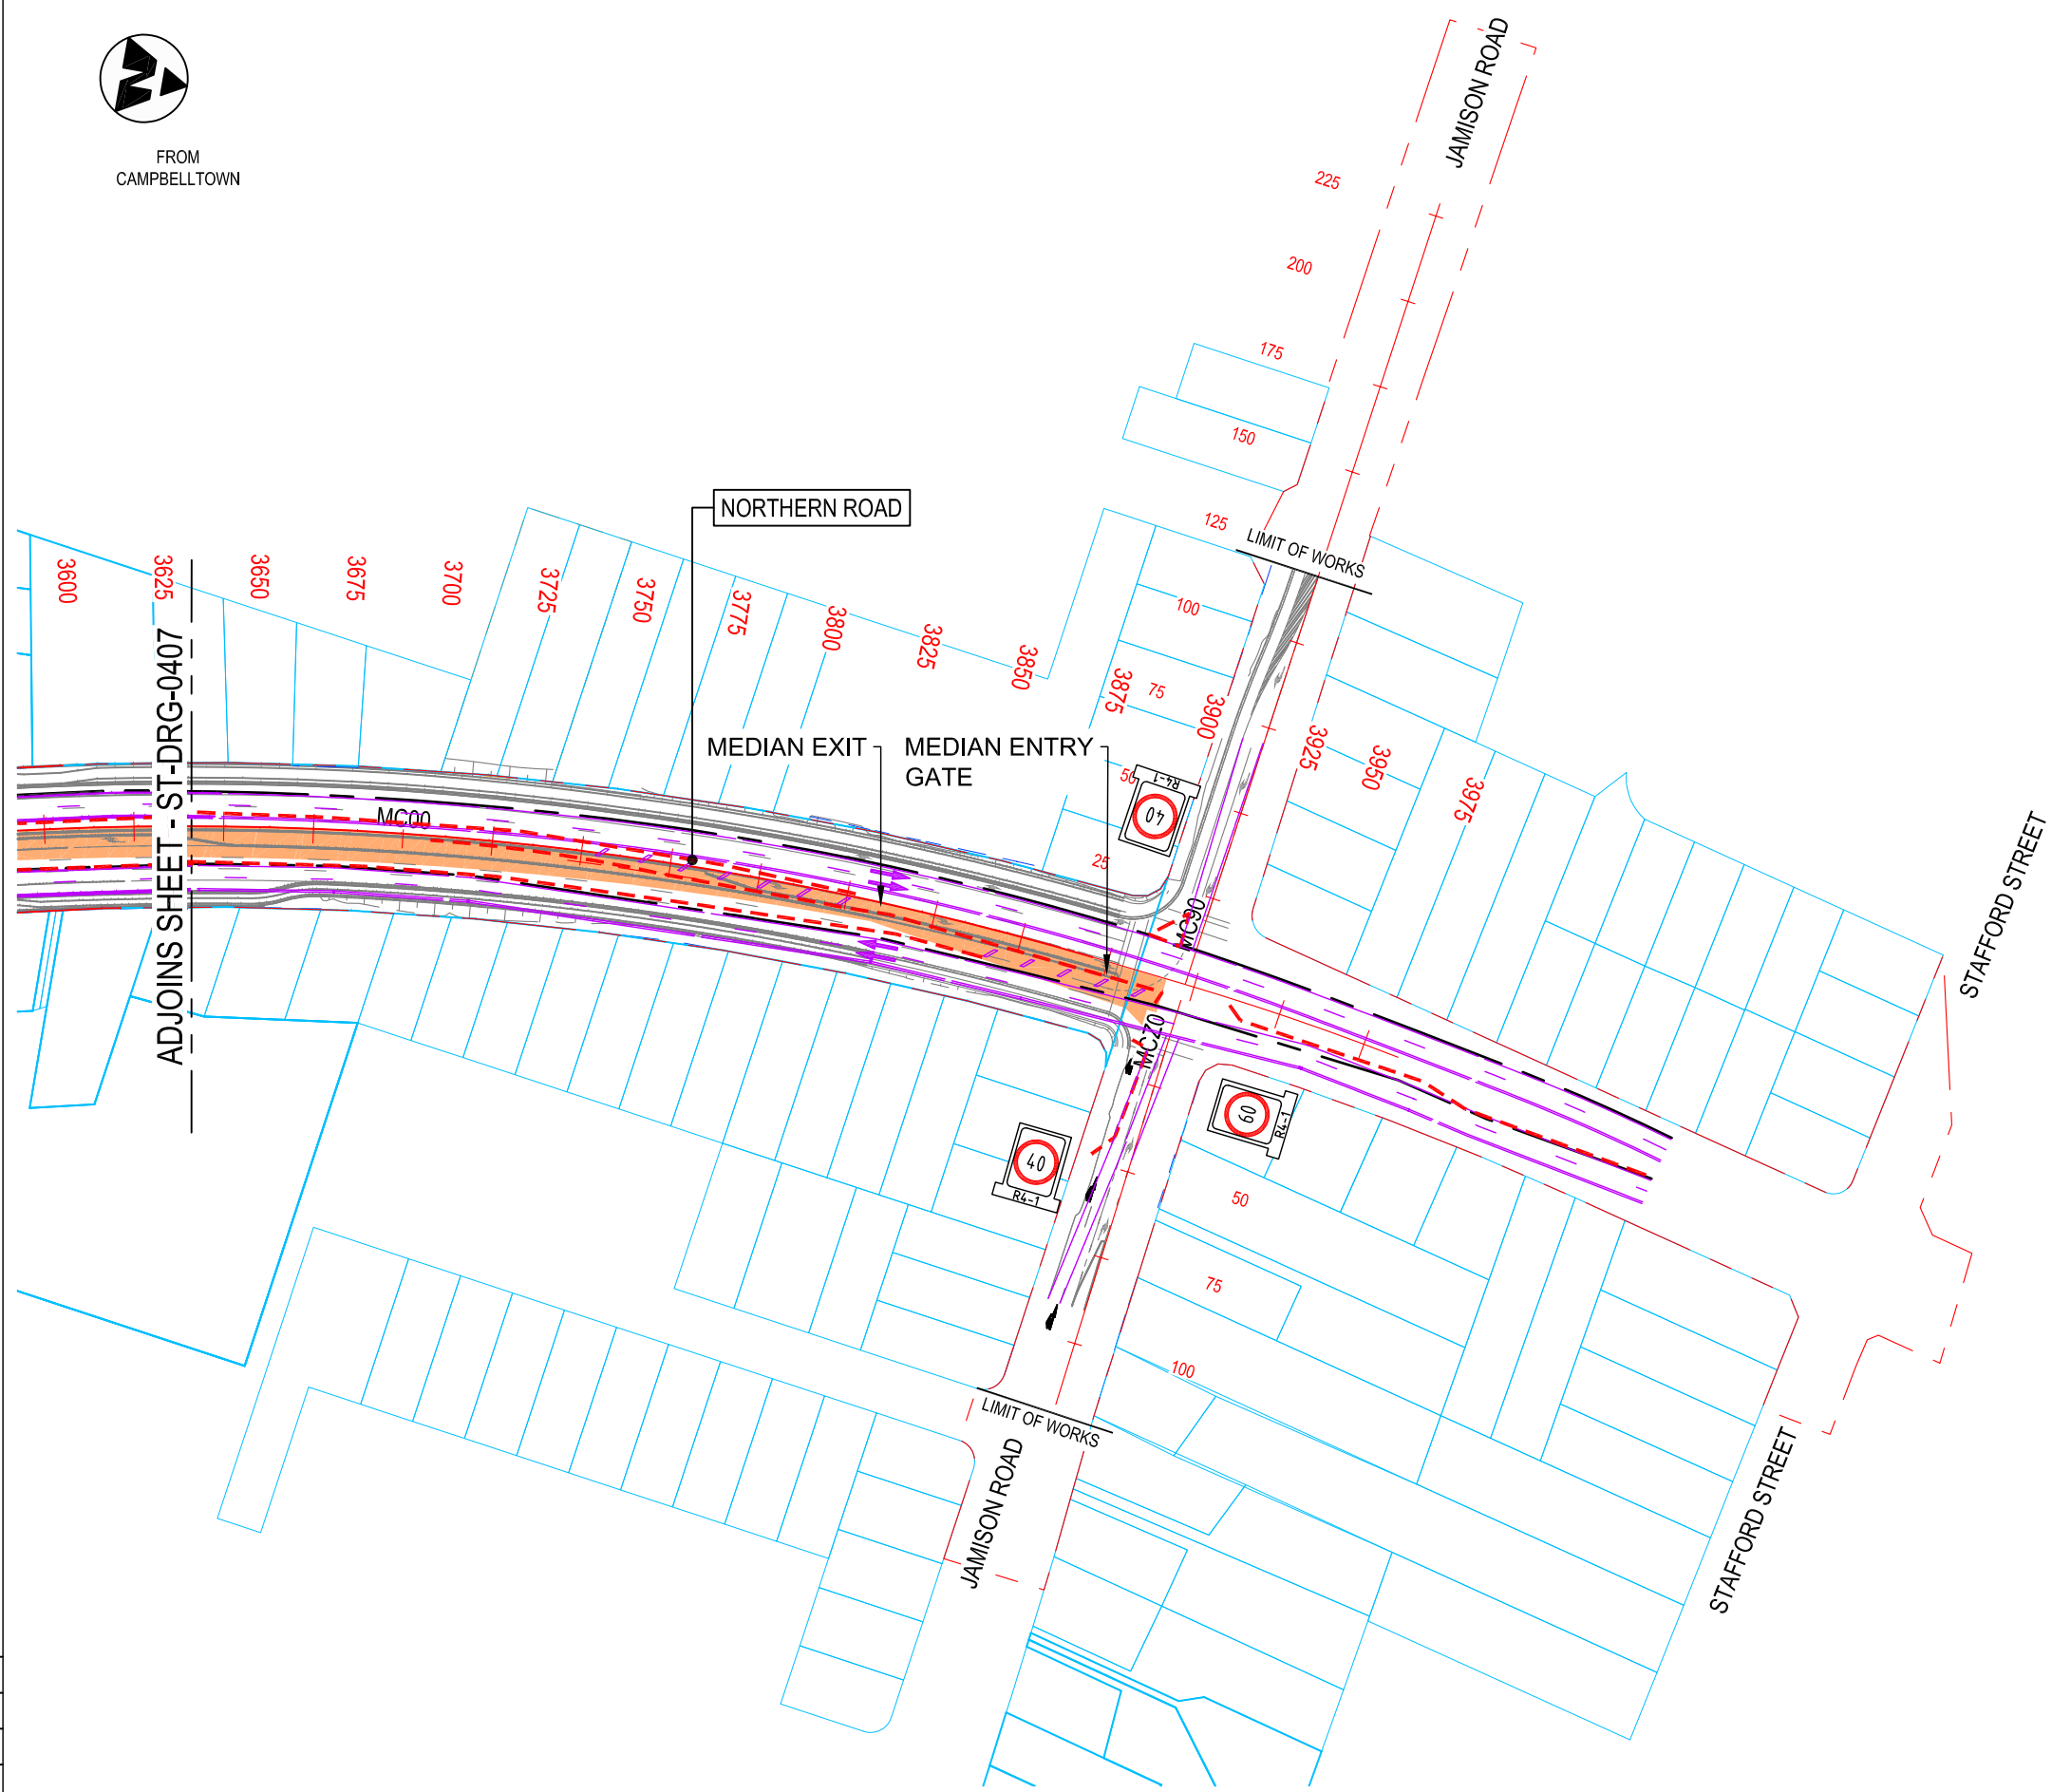 FROM
CAMPBELLTOWN
JAMISON ROAD
225
200
175
150
125
LIMIT OF WORKS
100
75
50
25
NORTHERN ROAD
3600
3625
3650
3675
3700
3725
3750
3775
3800
3825
3850
3875
3900
3925
3950
3975
ADJOINS SHEET - ST-DRG-0407
MC00
MEDIAN EXIT
MEDIAN ENTRY
GATE
R4-1
40
MC90
MCZ0
STAFFORD STREET
60
R4-1
40
R4-1
50
75
100
LIMIT OF WORKS
JAMISON ROAD
STAFFORD STREET